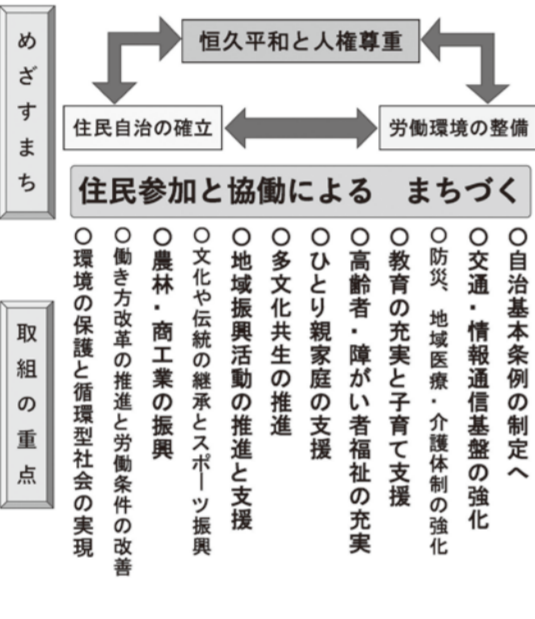 めざすまち
恒久平和と人権尊重
住民自治の確立
労働環境の整備
住民参加と協働による　まちづく
取組の重点
○自治基本条例の制定へ
○交通・情報通信基盤の強化
○防災、地域医療・介護体制の強化
○教育の充実と子育て支援
○高齢者・障がい者福祉の充実
○ひとり親家庭の支援
○多文化共生の推進
○地域振興活動の推進と支援
○文化や伝統の継承とスポーツ振興
○農林・商工業の振興
○働き方改革の推進と労働条件の改善
○環境の保護と循環型社会の実現